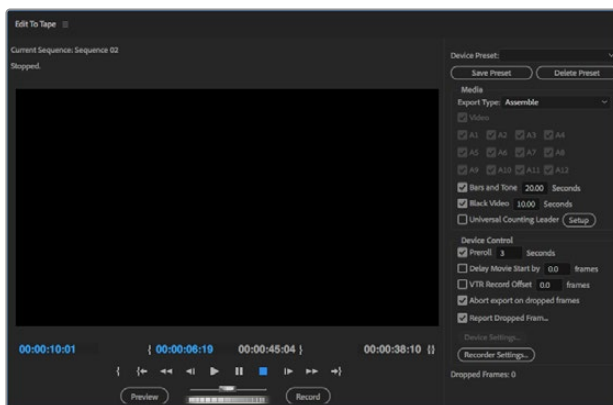 Edit To Tape
Current Sequence: Sequence 02
Stopped.
Device Preset:
Save Preset Delete Preset
Media
Export Type: Assemble
Video
A1 A2 A3 A4
A5 A6 A7 A8
A9 A10 A11 A12
Bars and Tone 20.00 Seconds
Black Video 10.00 Seconds
Universal Counting Leader Setup
Device Control
Preroll 3 Seconds
Delay Movie Start by 0.0 frames
VTR Record Offset 0.0 frames
Abort export on dropped frames
Report Dropped Fram...
Device Settings...
Recorder Settings...
Dropped Frames: 0
00:00:10:01 { 00:00:06:19 00:00:45:04 } 00:00:38:10 {}
Preview Record